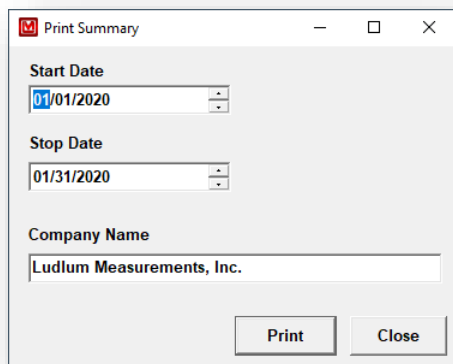 Print Summary
Start Date
01/01/2020
Stop Date
01/31/2020
Company Name
Ludlum Measurements, Inc.
Print Close